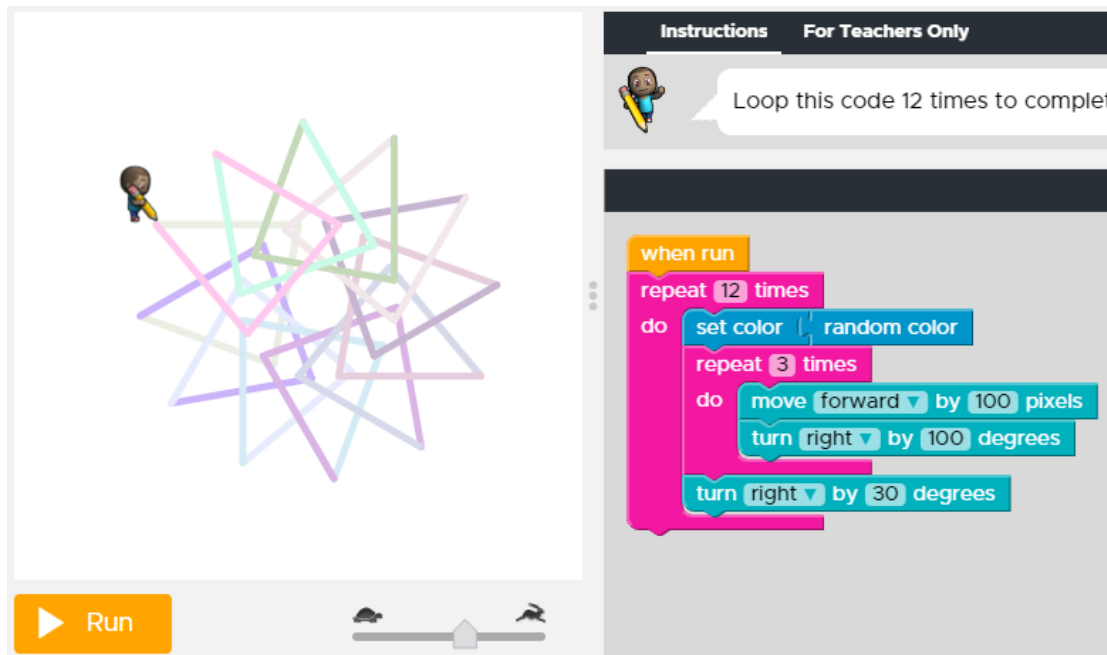 Instructions For Teachers Only
Loop this code 12 times to complet
when run
repeat 12 times
do set color random color
repeat 3 times
do move forward by 100 pixels
turn right by 100 degrees
turn right by 30 degrees
Run